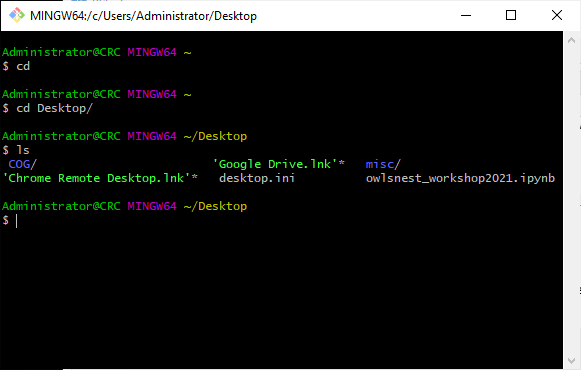 MINGW64:/c/Users/Administrator/Desktop
Administrator@CRC MINGW64 ~
$ cd
Administrator@CRC MINGW64 ~
$ cd Desktop/
Administrator@CRC MINGW64 ~/Desktop
$ ls
COG/ 'Google Drive.lnk'* misc/
'Chrome Remote Desktop.lnk'* desktop.ini owlsnest_workshop2021.ipynb
Administrator@CRC MINGW64 ~/Desktop
$